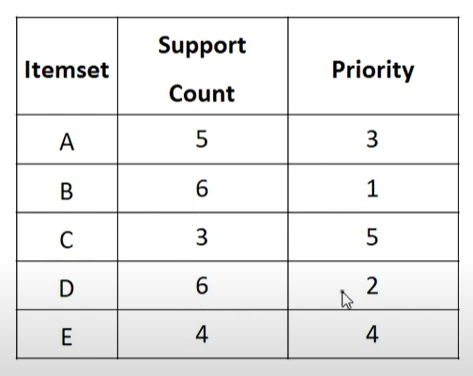 Itemset Support Count Priority
A 5 3
B 6 1
C 3 5
D 6 2
E 4 4